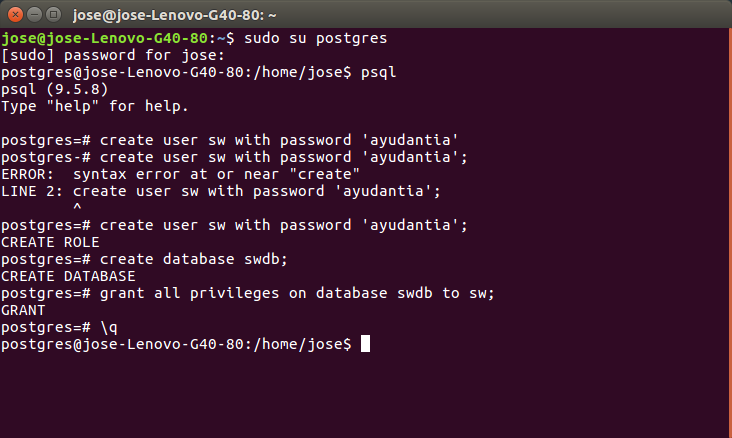 jose@jose-Lenovo-G40-80: ~
jose@jose-Lenovo-G40-80:~$ sudo su postgres
[sudo] password for jose:
postgres@jose-Lenovo-G40-80:/home/jose$ psql
psql (9.5.8)
Type "help" for help.
postgres=# create user sw with password 'ayudantia'
postgres-# create user sw with password 'ayudantia';
ERROR:  syntax error at or near "create"
LINE 2: create user sw with password 'ayudantia';
        ^
postgres=# create user sw with password 'ayudantia';
CREATE ROLE
postgres=# create database swdb;
CREATE DATABASE
postgres=# grant all privileges on database swdb to sw;
GRANT
postgres=# \q
postgres@jose-Lenovo-G40-80:/home/jose$